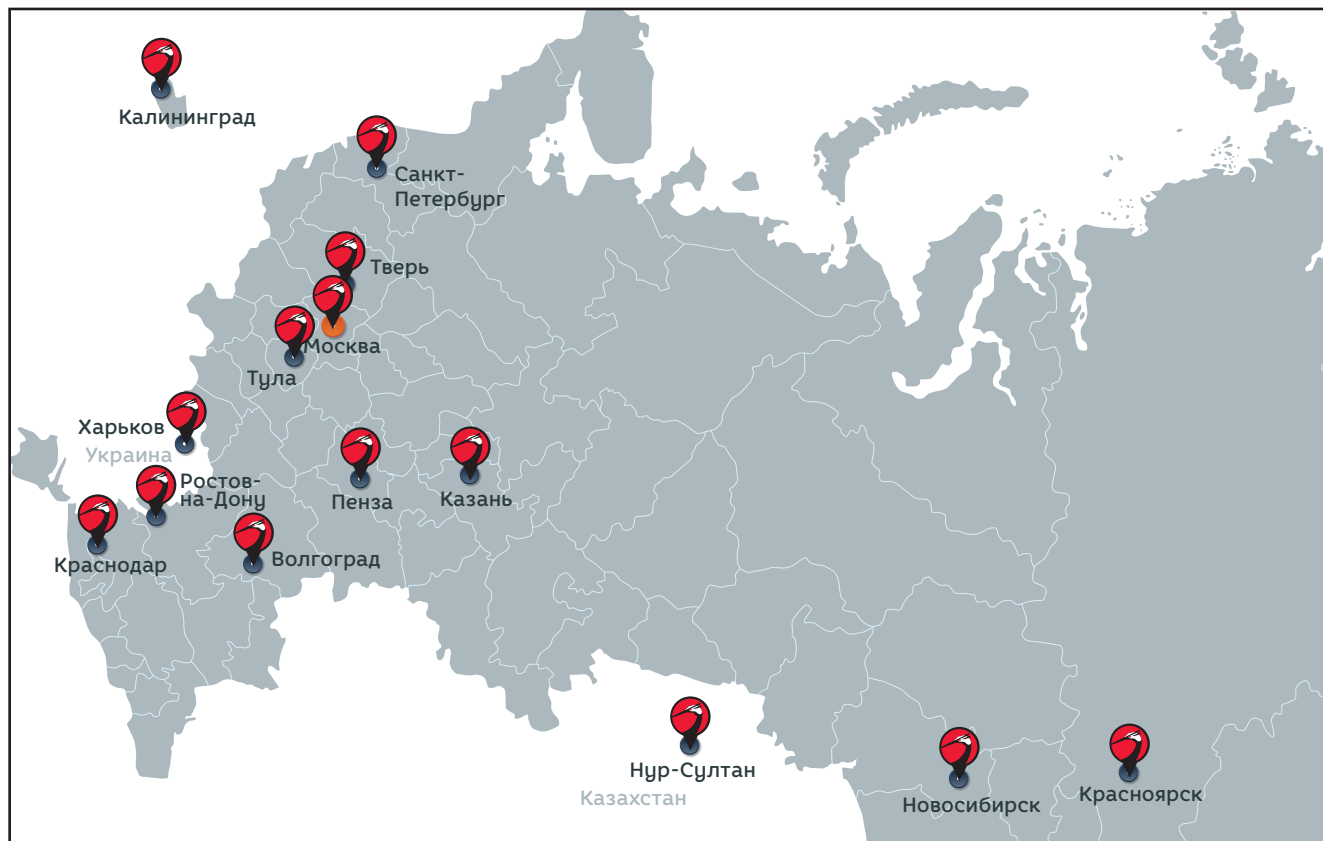 Калининград
Санкт-
Петербург
Тверь
Москва
Тула
Харьков
Украина
Ростов-
на-Дону
Пенза
Казань
Краснодар
Волгоград
Нур-Султан
Казахстан
Новосибирск
Красноярск